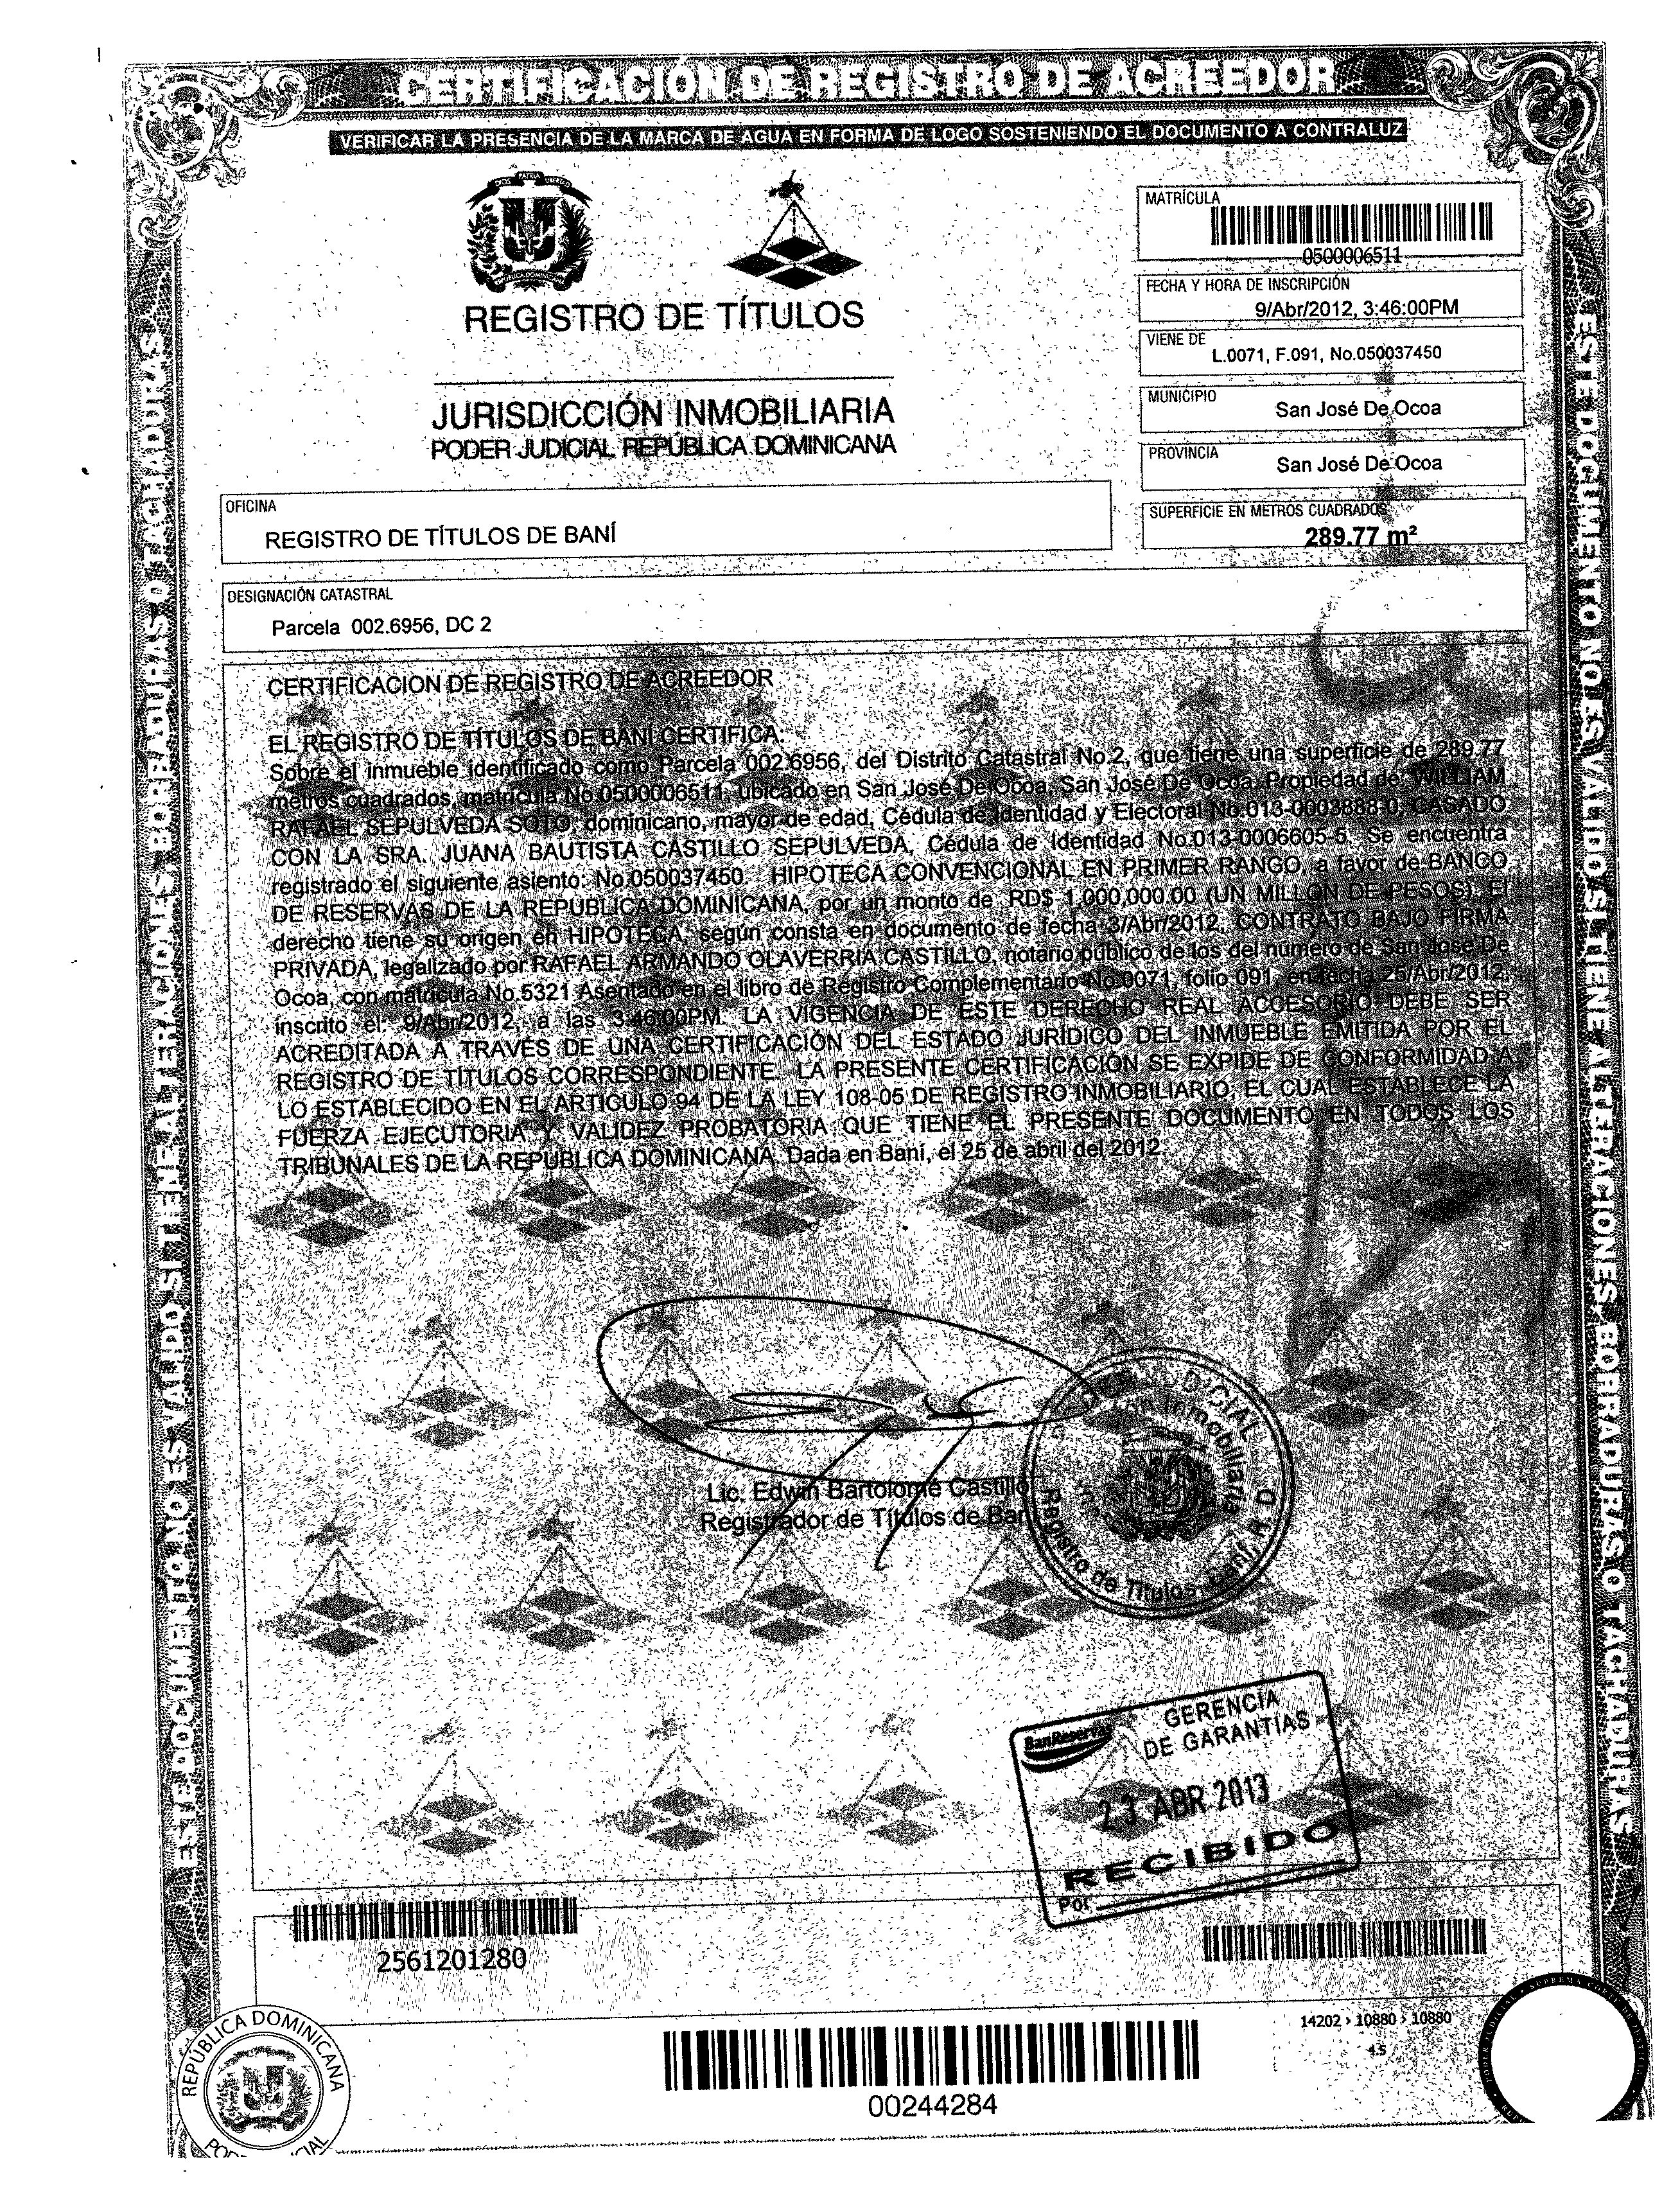 CERTIFICACIÓN DE REGISTRO DE ACREEDOR
VERIFICAR LA PRESENCIA DE LA MARCA DE AGUA EN FORMA DE LOGO SOSTENIENDO EL DOCUMENTO A CONTRALUZ
REGISTRO DE TÍTULOS
JURISDICCIÓN INMOBILIARIA
PODER JUDICIAL REPÚBLICA DOMINICANA
MATRÍCULA
0500006511
FECHA Y HORA DE INSCRIPCIÓN
9/Abr/2012, 3:46:00PM
VIENE DE
L.0071, F.091, No.050037450
MUNICIPIO
San José De Ocoa
PROVINCIA
San José De Ocoa
SUPERFICIE EN METROS CUADRADOS
289.77 m²
OFICINA
REGISTRO DE TÍTULOS DE BANÍ
DESIGNACIÓN CATASTRAL
Parcela 002.6956, DC 2
CERTIFICACION DE REGISTRO DE ACREEDOR
EL REGISTRO DE TÍTULOS DE BANÍ CERTIFICA:
Sobre el inmueble identificado como Parcela 002.6956, del Distrito Catastral No.2, que tiene una superficie de 289.77
metros cuadrados, matrícula No.0500006511, ubicado en San José De Ocoa, San José De Ocoa. Propiedad de: WILLIAM
RAFAEL SEPULVEDA SOTO, dominicano, mayor de edad, Cédula de Identidad y Electoral No.013-0003888-0, CASADO
CON LA SRA. JUANA BAUTISTA CASTILLO SEPULVEDA, Cédula de Identidad No.013-0006605-5. Se encuentra
registrado el siguiente asiento: No.050037450. HIPOTECA CONVENCIONAL EN PRIMER RANGO, a favor de BANCO
DE RESERVAS DE LA REPUBLICA DOMINICANA, por un monto de RD$ 1,000,000.00 (UN MILLON DE PESOS). El
derecho tiene su origen en HIPOTECA, según consta en documento de fecha 3/Abr/2012, CONTRATO BAJO FIRMA
PRIVADA, legalizado por RAFAEL ARMANDO OLAVERRIA CASTILLO, notario público de los del número de San Jose De
Ocoa, con matrícula No.5321 Asentado en el libro de Registro Complementario No.0071, folio 091, en fecha 25/Abr/2012,
inscrito el: 9/Abr/2012, a las 3:46:00PM. LA VIGENCIA DE ESTE DERECHO REAL ACCESORIO DEBE SER
ACREDITADA A TRAVÉS DE UNA CERTIFICACIÓN DEL ESTADO JURÍDICO DEL INMUEBLE EMITIDA POR EL
REGISTRO DE TÍTULOS CORRESPONDIENTE. LA PRESENTE CERTIFICACIÓN SE EXPIDE DE CONFORMIDAD A
LO ESTABLECIDO EN EL ARTICULO 94 DE LA LEY 108-05 DE REGISTRO INMOBILIARIO, EL CUAL ESTABLECE LA
FUERZA EJECUTORIA Y VALIDEZ PROBATORIA QUE TIENE EL PRESENTE DOCUMENTO EN TODOS LOS
TRIBUNALES DE LA REPÚBLICA DOMINICANA. Dada en Baní, el 25 de abril del 2012.
Lic. Edwin Bartolome Castillo
Registrador de Títulos de Baní
Inmobiliaria
Registro de Títulos, Baní, R D
BanReservas
GERENCIA
DE GARANTIAS
23 ABR 2013
RECIBIDO
Por
2561201280
14202 > 10880 > 10880
45
00244284
REPÚBLICA DOMINICANA
ESTE DOCUMENTO NO ES VALIDO SI TIENE ALTERACIONES, BORRADURAS O TACHADURAS
ESTE DOCUMENTO NO ES VALIDO SI TIENE ALTERACIONES, BORRADURAS O TACHADURAS